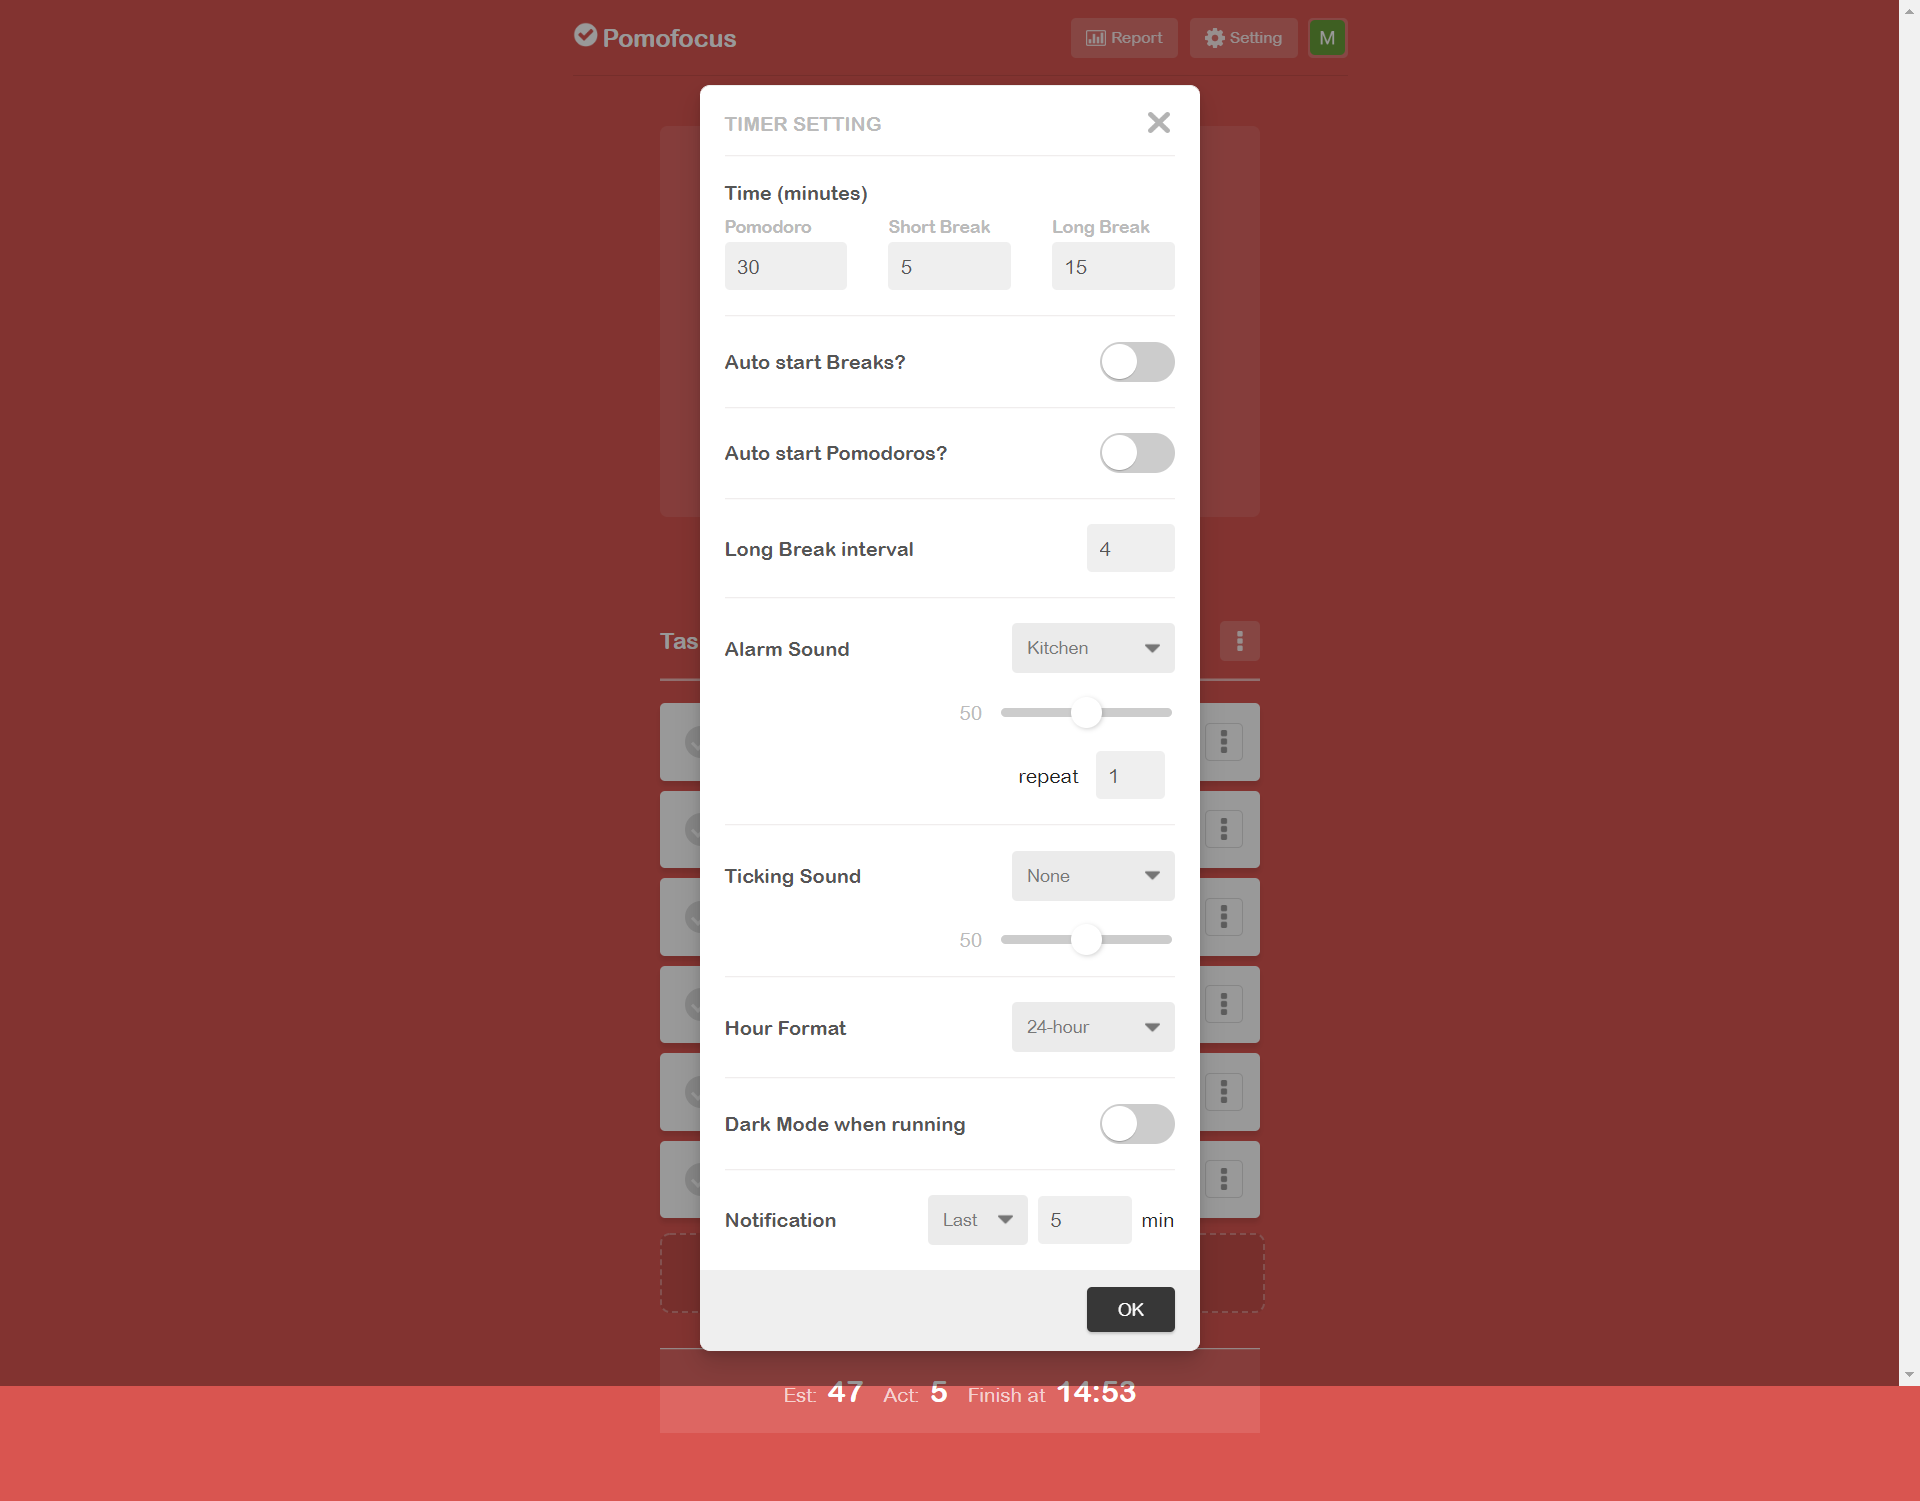 Pomofocus
Report
Setting
M
TIMER SETTING
Time (minutes)
Pomodoro
Short Break
Long Break
30
5
15
Auto start Breaks?
Auto start Pomodoros?
Long Break interval
4
Alarm Sound
Kitchen
50
repeat
1
Tas
Ticking Sound
None
50
Hour Format
24-hour
Dark Mode when running
Notification
Last
5
min
OK
Est: 47 Act: 5 Finish at 14:53